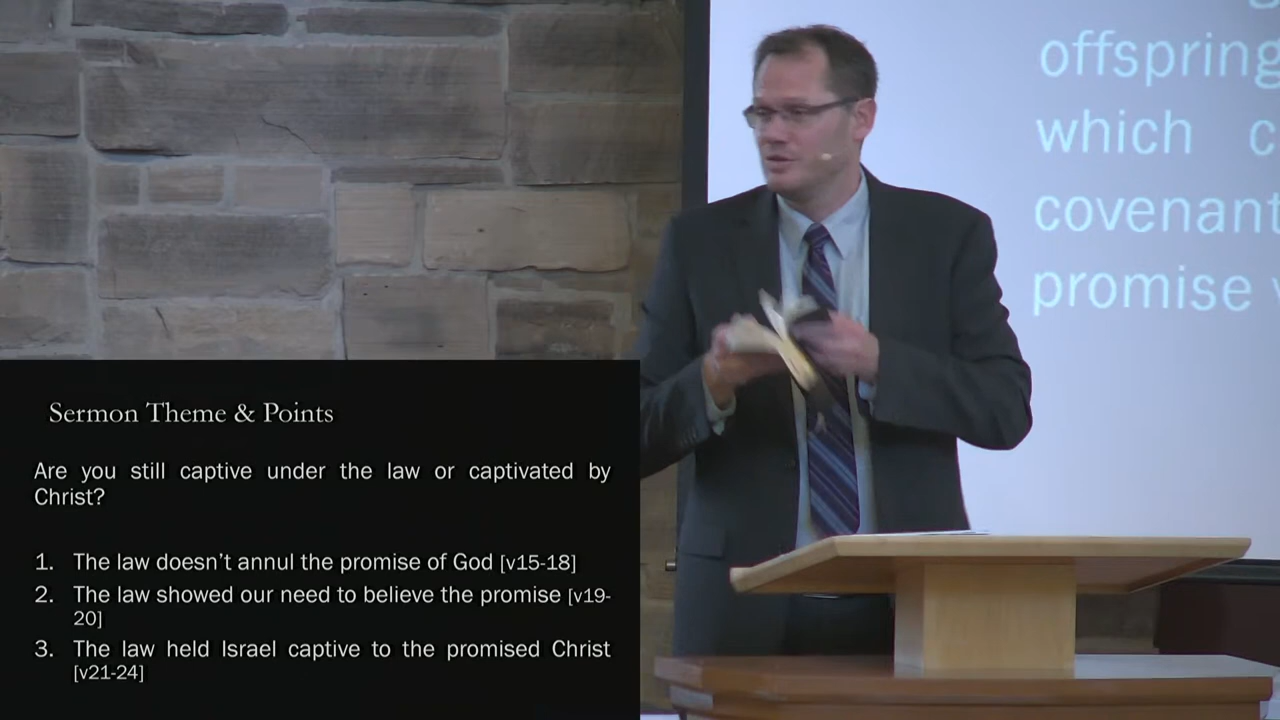 offspring
which c
covenant
promise
Sermon Theme & Points
Are you still captive under the law or captivated by
Christ?
1. The law doesn't annul the promise of God [v15-18]
2. The law showed our need to believe the promise [v19-
20]
3. The law held Israel captive to the promised Christ
[v21-24]